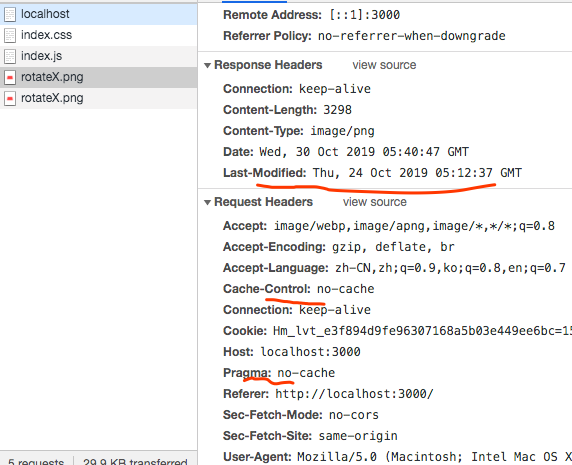 localhost
index.css
index.js
rotateX.png
rotateX.png
5 requests 29.9 KB transferred
Remote Address: [::1]:3000
Referrer Policy: no-referrer-when-downgrade
Response Headers view source
Connection: keep-alive
Content-Length: 3298
Content-Type: image/png
Date: Wed, 30 Oct 2019 05:40:47 GMT
Last-Modified: Thu, 24 Oct 2019 05:12:37 GMT
Request Headers view source
Accept: image/webp,image/apng,image/*,*/*;q=0.8
Accept-Encoding: gzip, deflate, br
Accept-Language: zh-CN,zh;q=0.9,ko;q=0.8,en;q=0.7
Cache-Control: no-cache
Connection: keep-alive
Cookie: Hm_lvt_e3f894d9fe96307168a5b03e449ee6bc=15
Host: localhost:3000
Pragma: no-cache
Referer: http://localhost:3000/
Sec-Fetch-Mode: no-cors
Sec-Fetch-Site: same-origin
User-Agent: Mozilla/5.0 (Macintosh; Intel Mac OS X